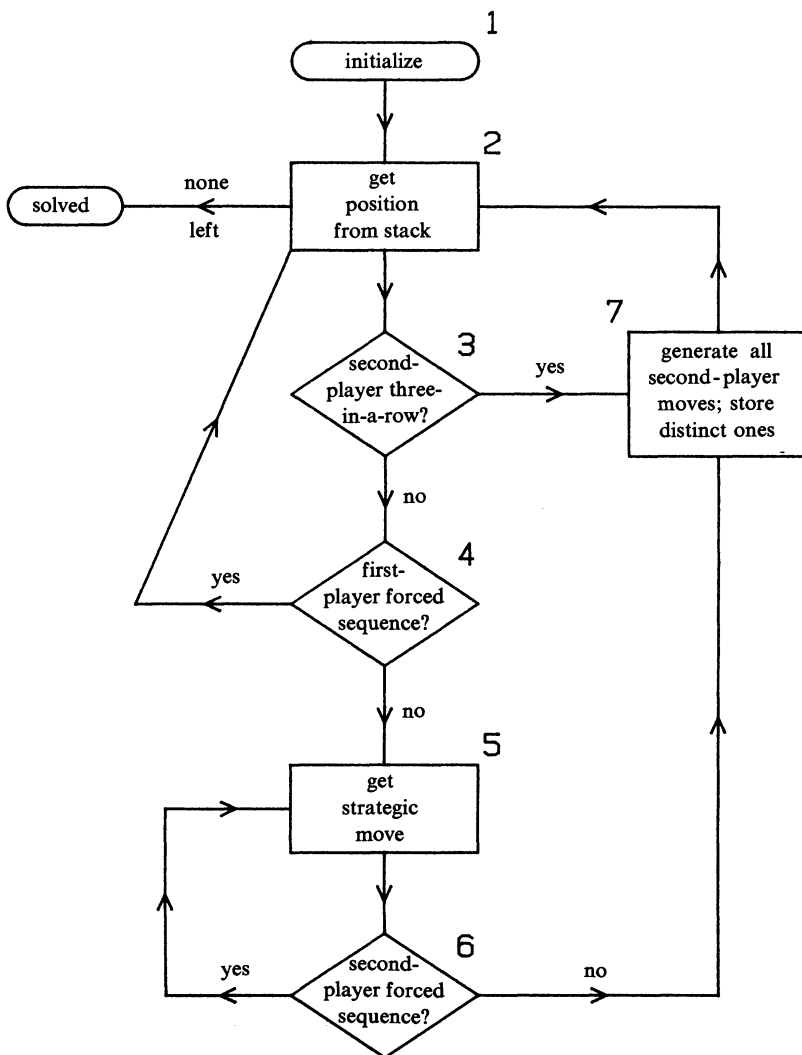 1
initialize
2
get
position
from stack
none
left
solved
3
second-
player three-
in-a-row?
yes
7
generate all
second-player
moves; store
distinct ones
no
4
first-
player forced
sequence?
yes
no
5
get
strategic
move
6
second-
player forced
sequence?
yes
no